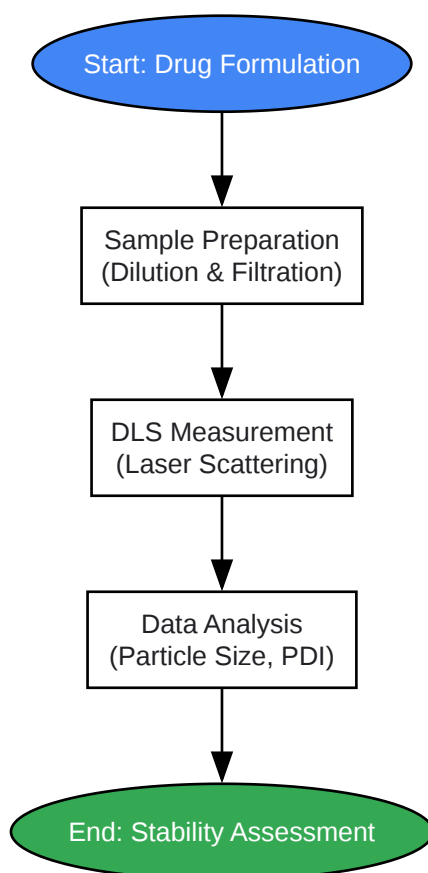 Start: Drug Formulation
Sample Preparation
(Dilution & Filtration)
DLS Measurement
(Laser Scattering)
Data Analysis
(Particle Size, PDI)
End: Stability Assessment